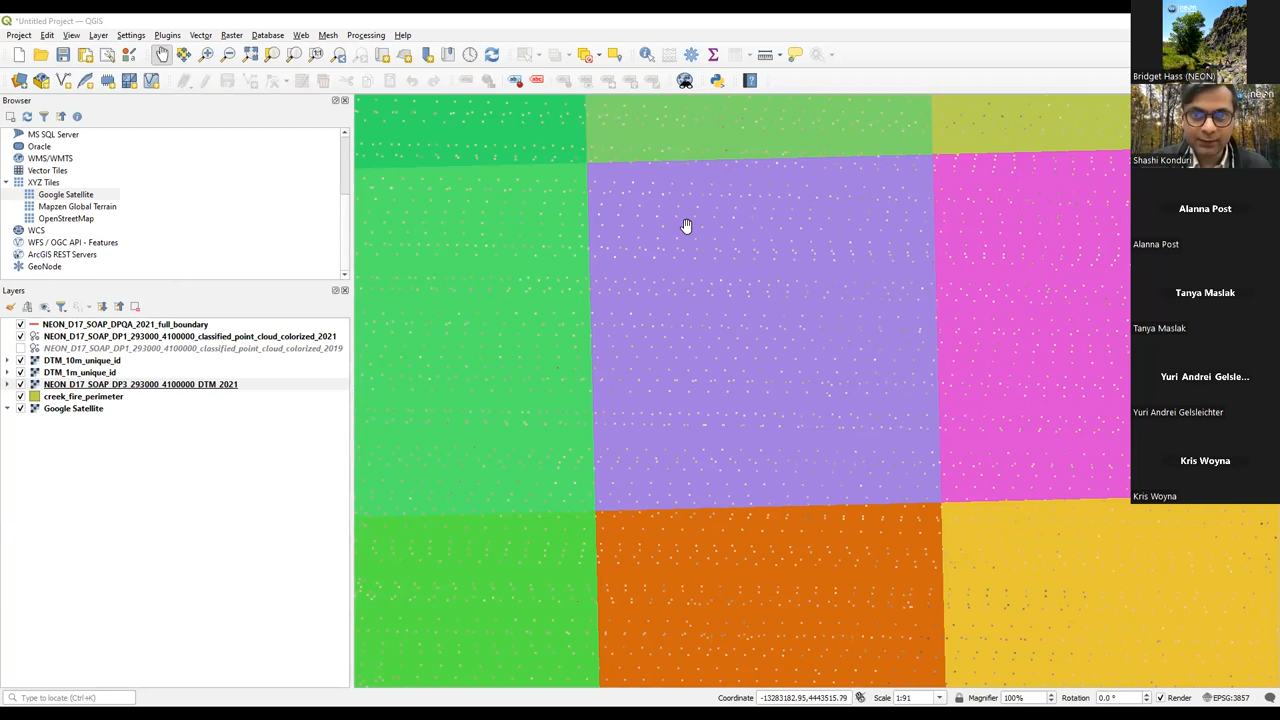 *Untitled Project — QGIS
Project Edit View Layer Settings Plugins Vector Raster Database Web Mesh Processing Help
Browser
MS SQL Server
Oracle
WMS/WMTS
Vector Tiles
XYZ Tiles
Google Satellite
Mapzen Global Terrain
OpenStreetMap
WCS
WFS / OGC API - Features
ArcGIS REST Servers
GeoNode
Layers
NEON_D17_SOAP_DPQA_2021_full_boundary
NEON_D17_SOAP_DP1_293000_4100000_classified_point_cloud_colorized_2021
NEON_D17_SOAP_DP1_293000_4100000_classified_point_cloud_colorized_2019
DTM_10m_unique_id
DTM_1m_unique_id
NEON_D17_SOAP_DP3_293000_4100000_DTM_2021
creek_fire_perimeter
Google Satellite
neon
Bridget Hass (NEON)
neon
Shashi Konduri
Alanna Post
Alanna Post
Tanya Maslak
Tanya Maslak
Yuri Andrei Gelsle...
Yuri Andrei Gelsleichter
Kris Woyna
Kris Woyna
Type to locate (Ctrl+K)
Coordinate -13283182.95,4443515.79 Scale 1:91 Magnifier 100% Rotation 0.0 ° Render EPSG:3857